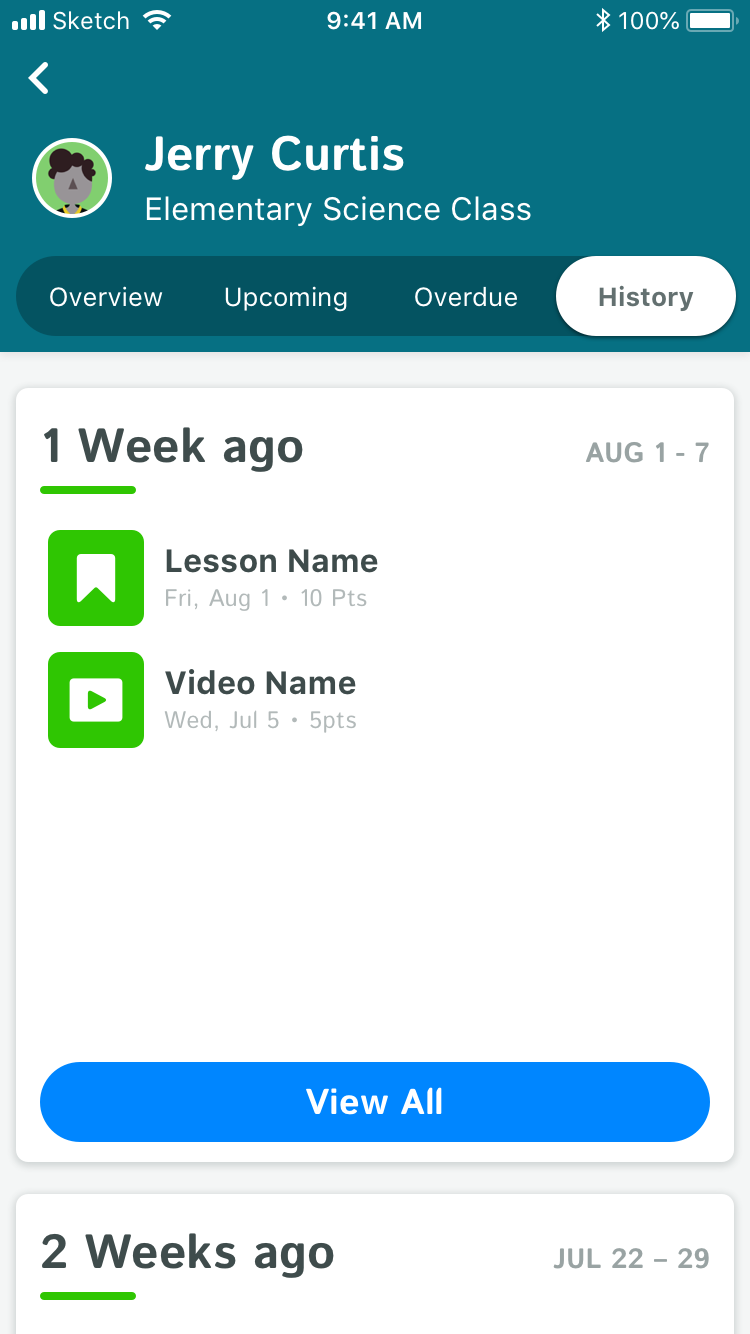 Sketch 9:41 AM 100%
Jerry Curtis
Elementary Science Class
Overview Upcoming Overdue History
1 Week ago AUG 1 - 7
Lesson Name
Fri, Aug 1 • 10 Pts
Video Name
Wed, Jul 5 • 5pts
View All
2 Weeks ago JUL 22 – 29